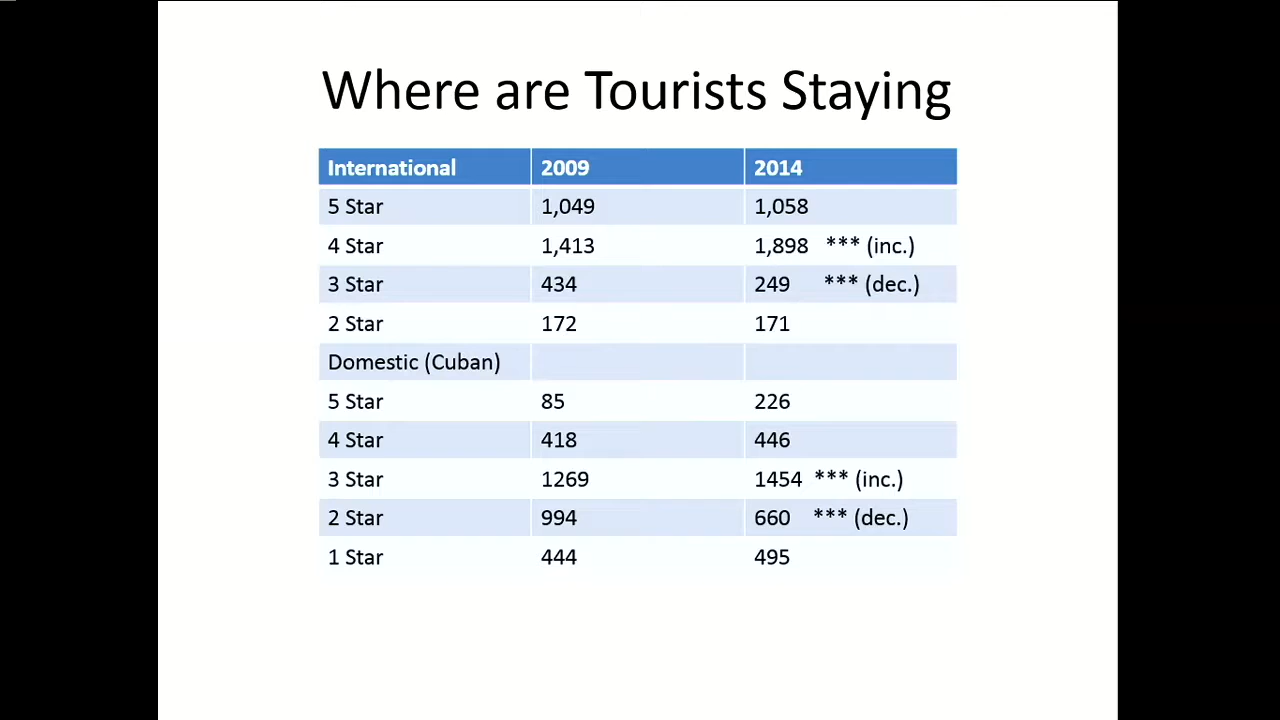 Where are Tourists Staying
International 2009 2014
5 Star 1,049 1,058
4 Star 1,413 1,898 *** (inc.)
3 Star 434 249 *** (dec.)
2 Star 172 171
Domestic (Cuban)
5 Star 85 226
4 Star 418 446
3 Star 1269 1454 *** (inc.)
2 Star 994 660 *** (dec.)
1 Star 444 495